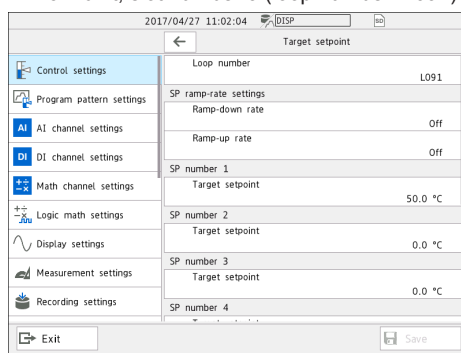 2017/04/27 11:02:04 DISP SD
Target setpoint
Control settings
Program pattern settings
AI AI channel settings
DI DI channel settings
Math channel settings
Logic math settings
Display settings
Measurement settings
Recording settings
Loop number
L091
SP ramp-rate settings
Ramp-down rate
Off
Ramp-up rate
Off
SP number 1
Target setpoint
50.0 °C
SP number 2
Target setpoint
0.0 °C
SP number 3
Target setpoint
0.0 °C
SP number 4
Exit
Save